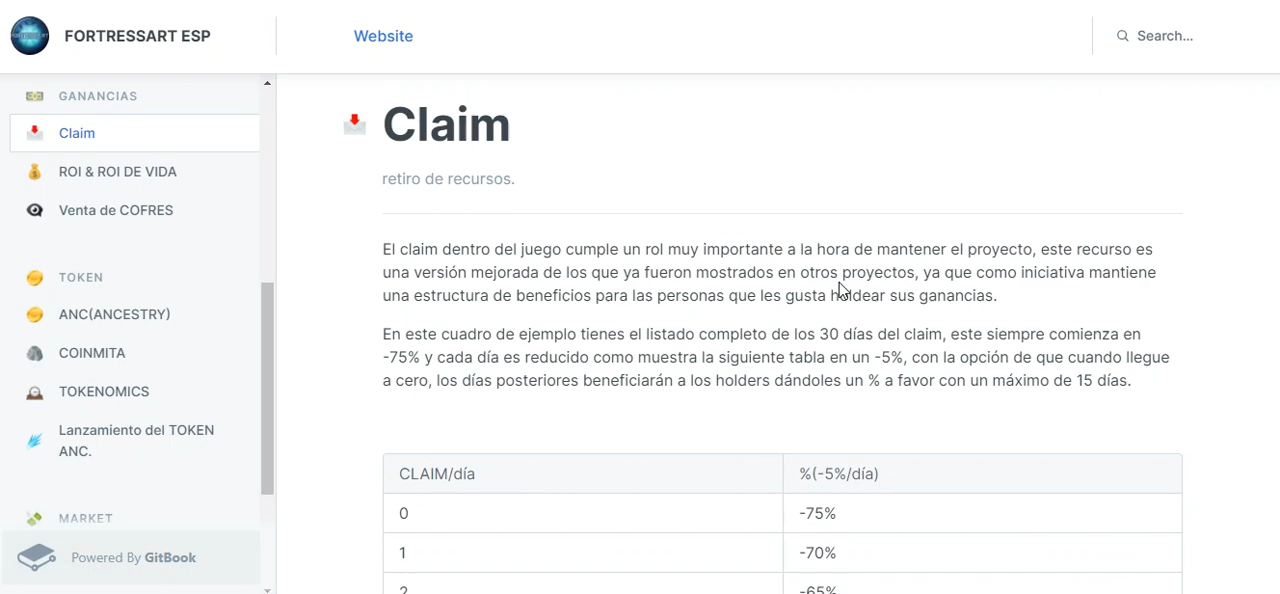 FORTRESSART ESP
Website
Search...
GANANCIAS
Claim
ROI & ROI DE VIDA
Venta de COFRES
TOKEN
ANC(ANCESTRY)
COINMITA
TOKENOMICS
Lanzamiento del TOKEN
ANC.
MARKET
Powered By GitBook
Claim
retiro de recursos.
El claim dentro del juego cumple un rol muy importante a la hora de mantener el proyecto, este recurso es
una versión mejorada de los que ya fueron mostrados en otros proyectos, ya que como iniciativa mantiene
una estructura de beneficios para las personas que les gusta holdear sus ganancias.
En este cuadro de ejemplo tienes el listado completo de los 30 días del claim, este siempre comienza en
-75% y cada día es reducido como muestra la siguiente tabla en un -5%, con la opción de que cuando llegue
a cero, los días posteriores beneficiarán a los holders dándoles un % a favor con un máximo de 15 días.
CLAIM/día %(-5%/día)
0 -75%
1 -70%
2 -65%